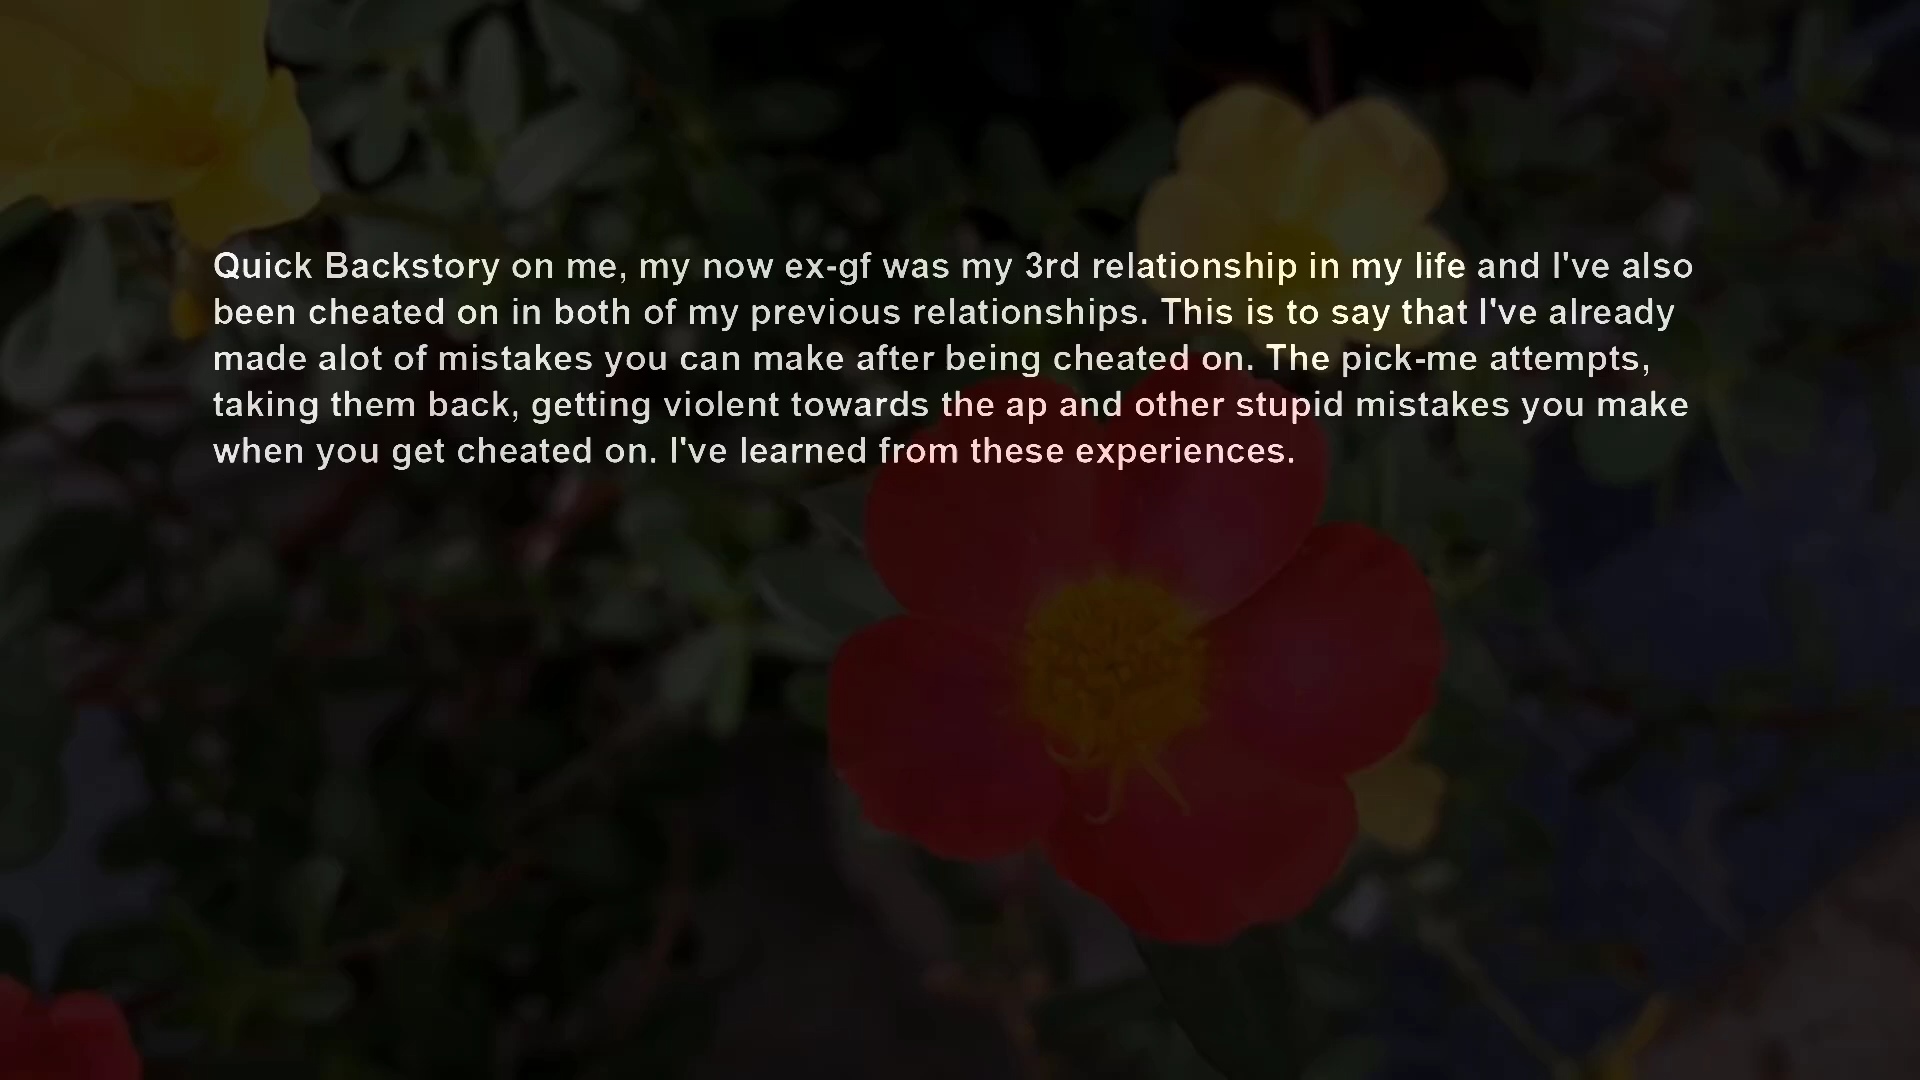 Quick Backstory on me, my now ex-gf was my 3rd relationship in my life and I've also
been cheated on in both of my previous relationships. This is to say that I've already
made alot of mistakes you can make after being cheated on. The pick-me attempts,
taking them back, getting violent towards the ap and other stupid mistakes you make
when you get cheated on. I've learned from these experiences.